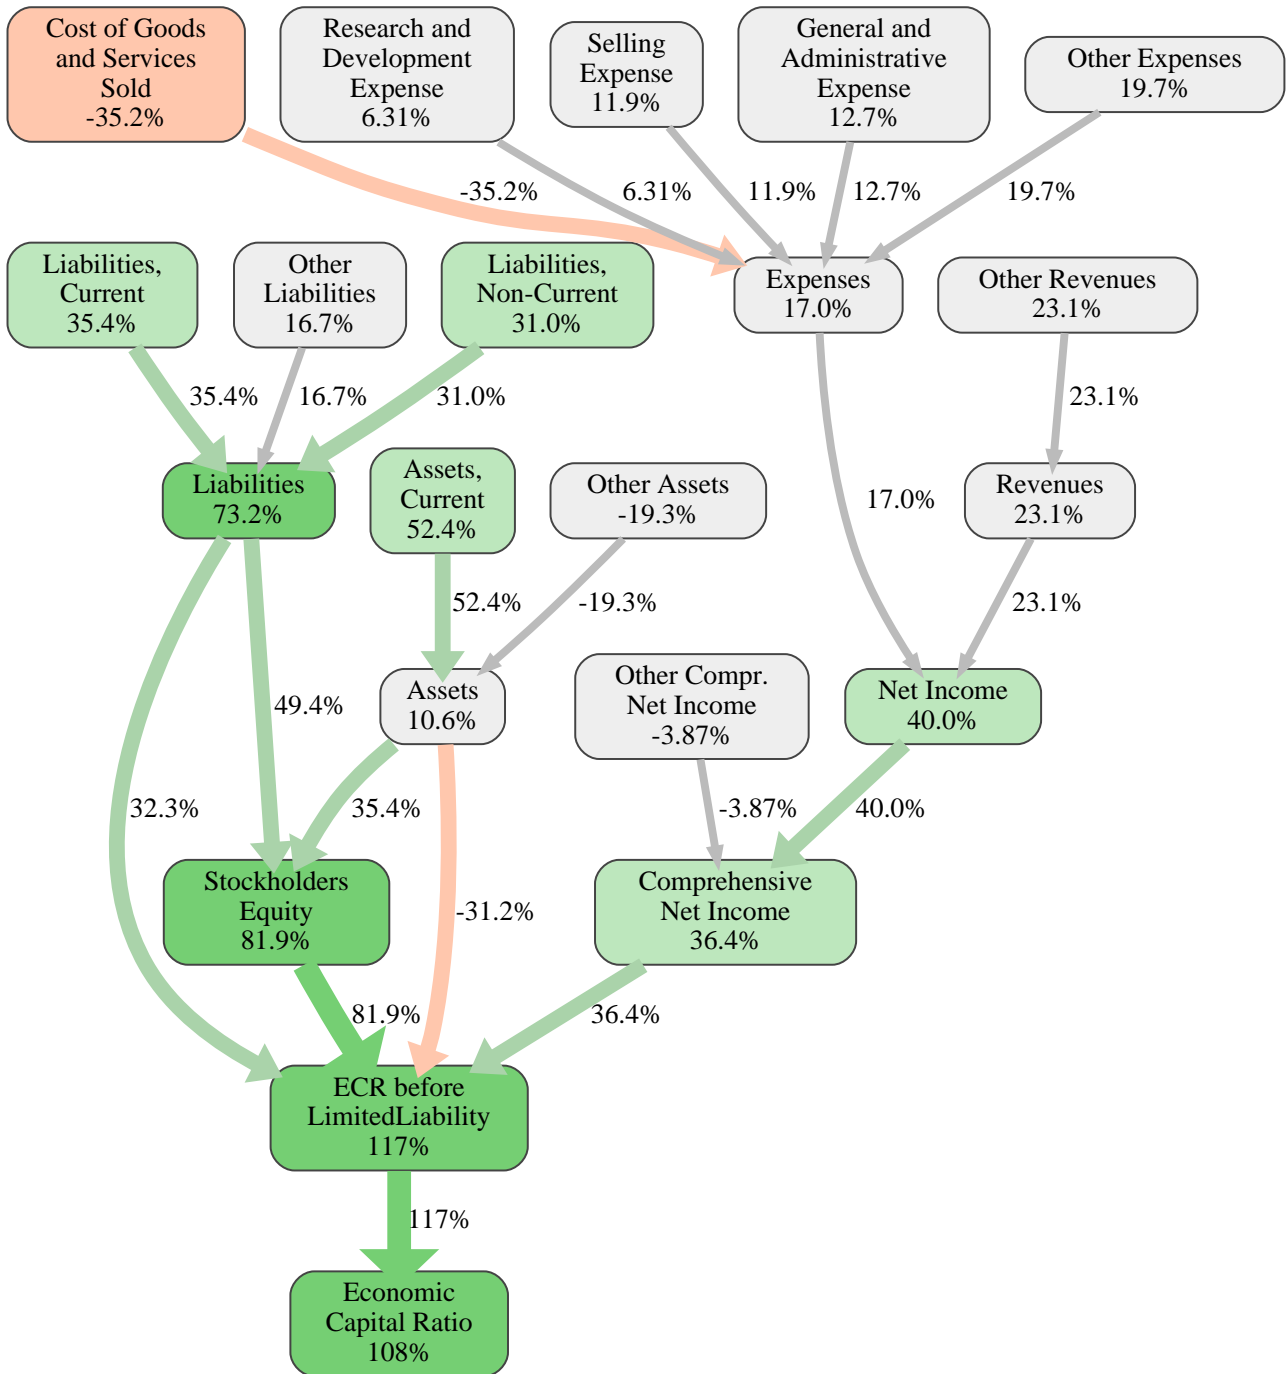 Cost of Goods
and Services
Sold
-35.2%
Research and
Development
Expense
6.31%
Selling
Expense
11.9%
General and
Administrative
Expense
12.7%
Other Expenses
19.7%
-35.2%
6.31%
11.9%
12.7%
19.7%
Liabilities,
Current
35.4%
Other
Liabilities
16.7%
Liabilities,
Non-Current
31.0%
Expenses
17.0%
Other Revenues
23.1%
35.4%
16.7%
31.0%
23.1%
Liabilities
73.2%
Assets,
Current
52.4%
Other Assets
-19.3%
17.0%
Revenues
23.1%
52.4%
-19.3%
23.1%
49.4%
Assets
10.6%
Other Compr.
Net Income
-3.87%
Net Income
40.0%
32.3%
35.4%
-3.87%
40.0%
Stockholders
Equity
81.9%
-31.2%
Comprehensive
Net Income
36.4%
81.9%
36.4%
ECR before
LimitedLiability
117%
117%
Economic
Capital Ratio
108%